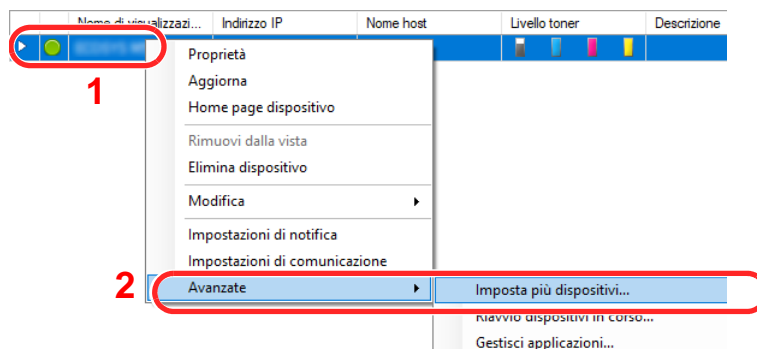 Nome di visualizzazi... Indirizzo IP Nome host Livello toner Descrizione
1
Proprietà
Aggiorna
Home page dispositivo
Rimuovi dalla vista
Elimina dispositivo
Modifica
Impostazioni di notifica
Impostazioni di comunicazione
2 Avanzate Imposta più dispositivi...
Riavvio dispositivi in corso...
Gestisci applicazioni...